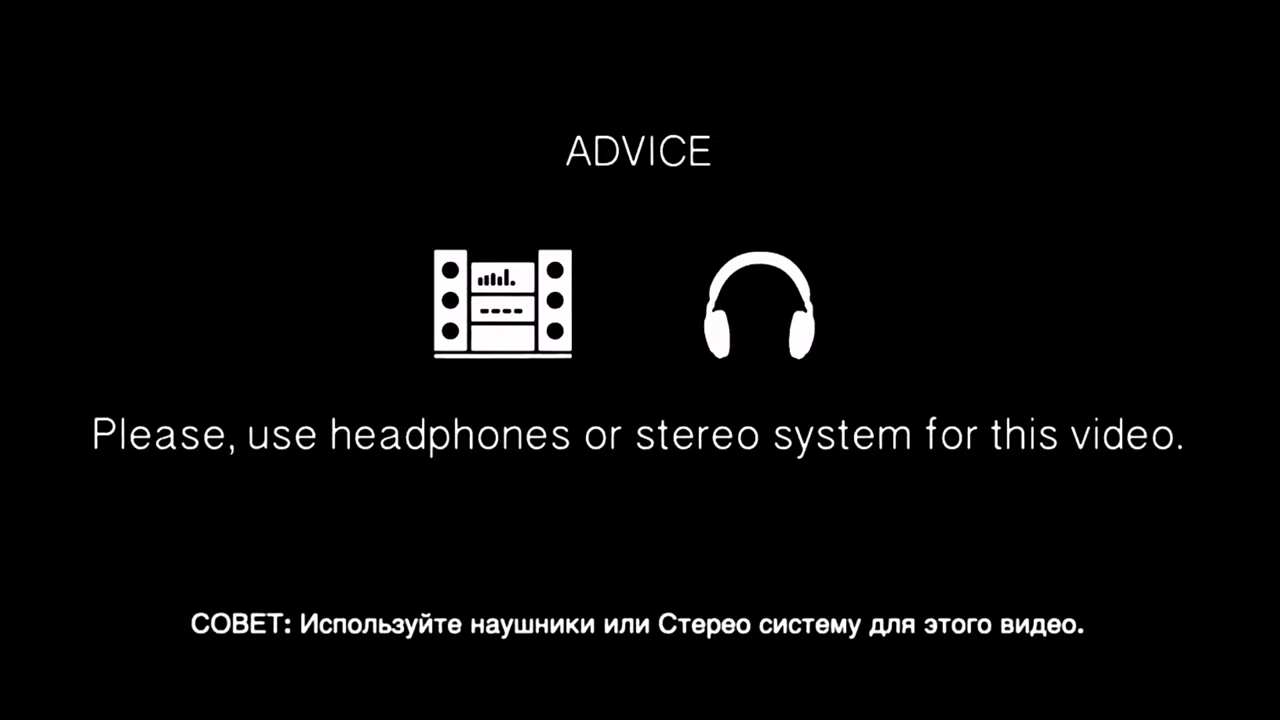 ADVICE
Please, use headphones or stereo system for this video.
СОВЕТ: Используйте наушники или Стерео систему для этого видео.